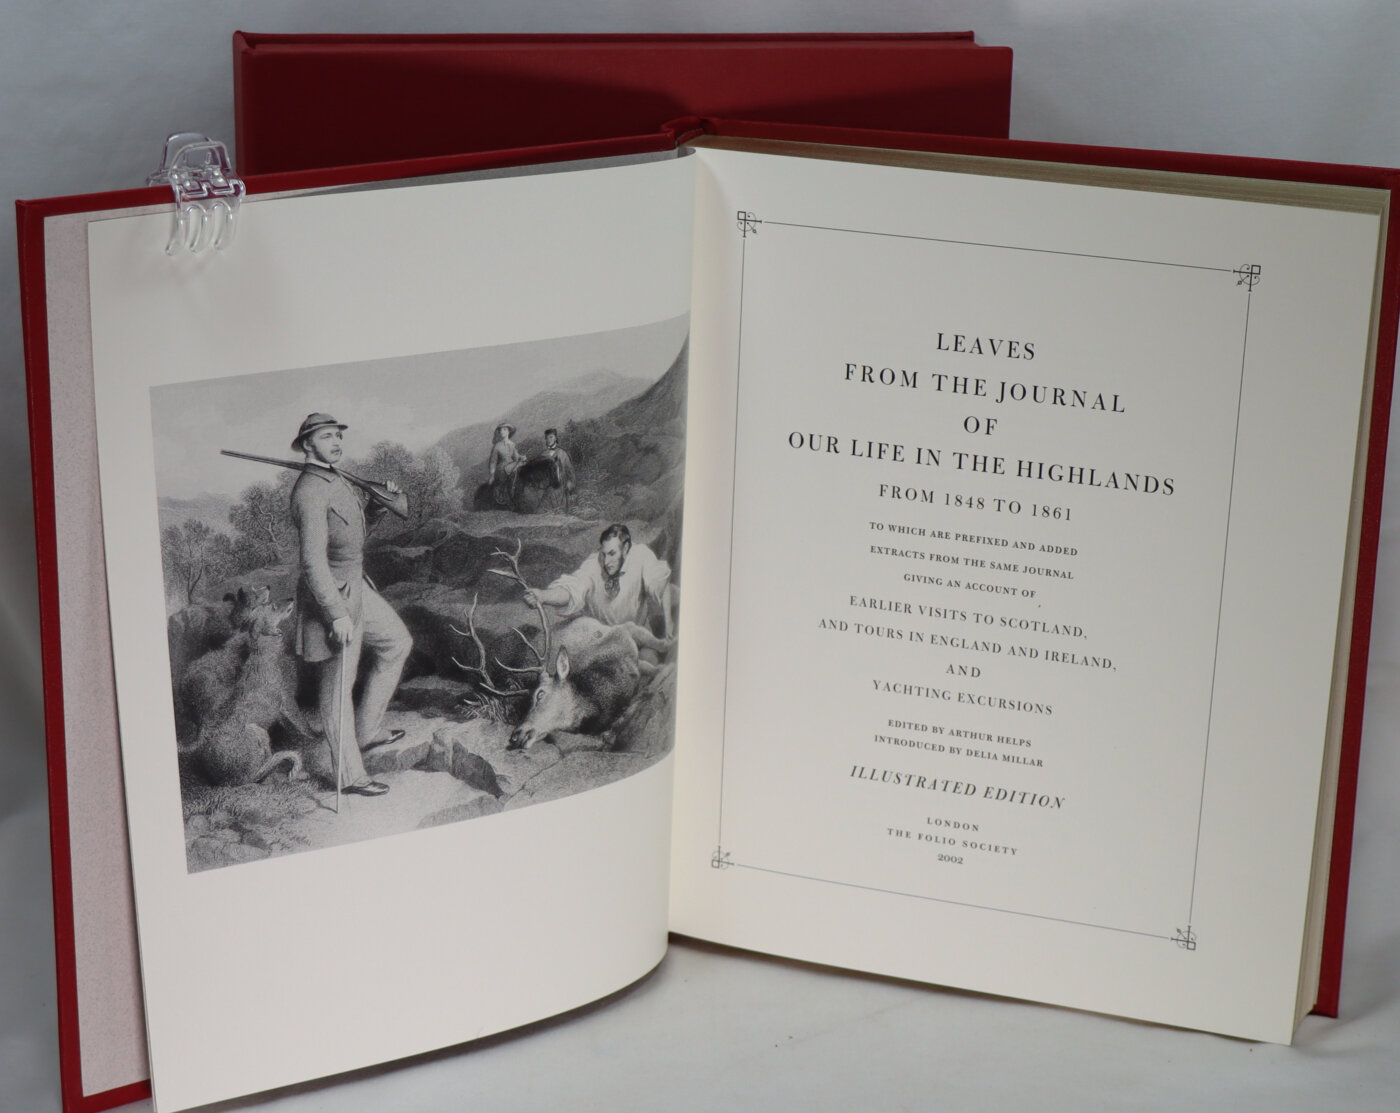 LEAVES
FROM THE JOURNAL
OF
OUR LIFE IN THE HIGHLANDS
FROM 1848 TO 1861
TO WHICH ARE PREFIXED AND ADDED
EXTRACTS FROM THE SAME JOURNAL
GIVING AN ACCOUNT OF
EARLIER VISITS TO SCOTLAND,
AND TOURS IN ENGLAND AND IRELAND,
AND
YACHTING EXCURSIONS
EDITED BY ARTHUR HELPS
INTRODUCED BY DELIA MILLAR
ILLUSTRATED EDITION
LONDON
THE FOLIO SOCIETY
2002